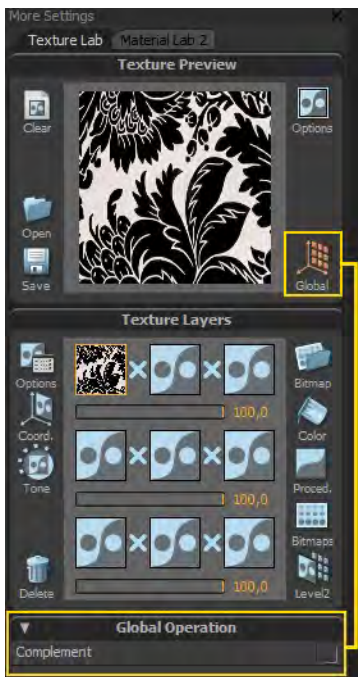 More Settings
Texture Lab Material Lab 2
Texture Preview
Clear
Options
Open
Save
Global
Texture Layers
Options
Bitmap
100,0
Coord.
Color
Tone
Proced.
100,0
Bitmaps
Delete
100,0
Level2
Global Operation
Complement